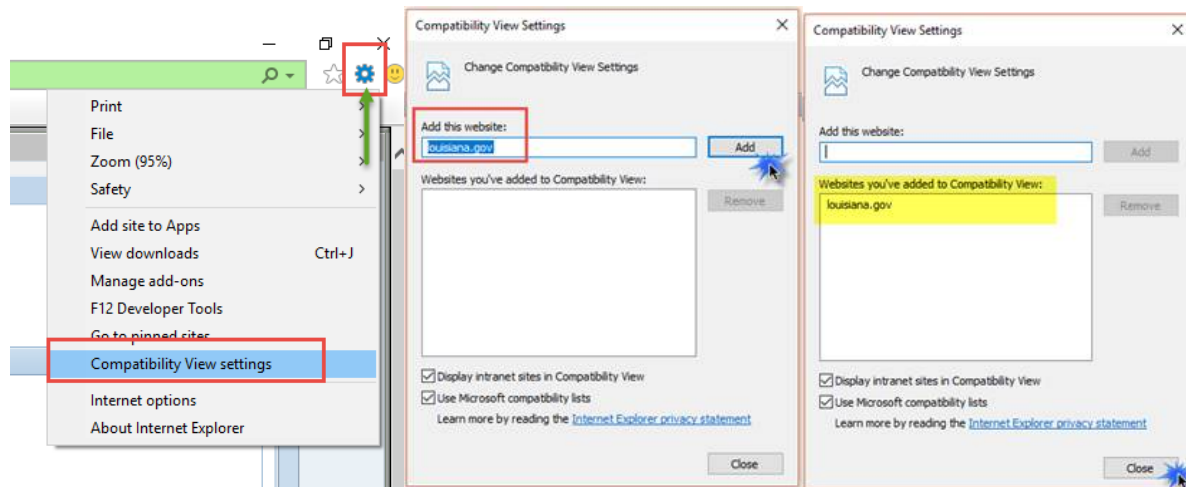 Print
File
Zoom (95%)
Safety
Add site to Apps
View downloads Ctrl+J
Manage add-ons
F12 Developer Tools
Go to pinned sites
Compatibility View settings
Internet options
About Internet Explorer
Compatibility View Settings
Change Compatibility View Settings
Add this website:
louisiana.gov Add
Websites you've added to Compatibility View:
Remove
Display intranet sites in Compatibility View
Use Microsoft compatibility lists
Learn more by reading the Internet Explorer privacy statement
Close
Compatibility View Settings
Change Compatibility View Settings
Add this website:
Add
Websites you've added to Compatibility View:
louisiana.gov Remove
Display intranet sites in Compatibility View
Use Microsoft compatibility lists
Learn more by reading the Internet Explorer privacy statement
Close